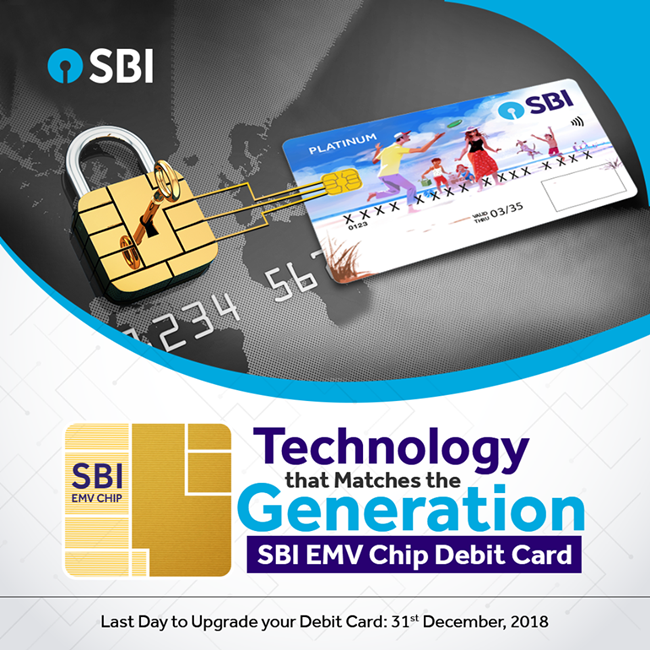 SBI
SBI
PLATINUM
XXXX XXXX XXXX XXXX
0123
VALID THRU 03/35
1234 567
SBI
EMV CHIP
Technology
that Matches the
Generation
SBI EMV Chip Debit Card
Last Day to Upgrade your Debit Card: 31st December, 2018